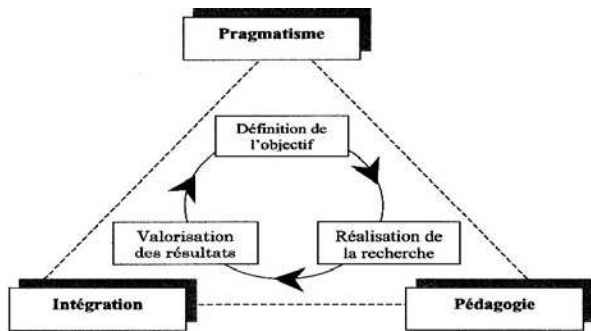 Pragmatisme
Définition de
l'objectif
Valorisation
des résultats
Réalisation de
la recherche
Intégration
Pédagogie